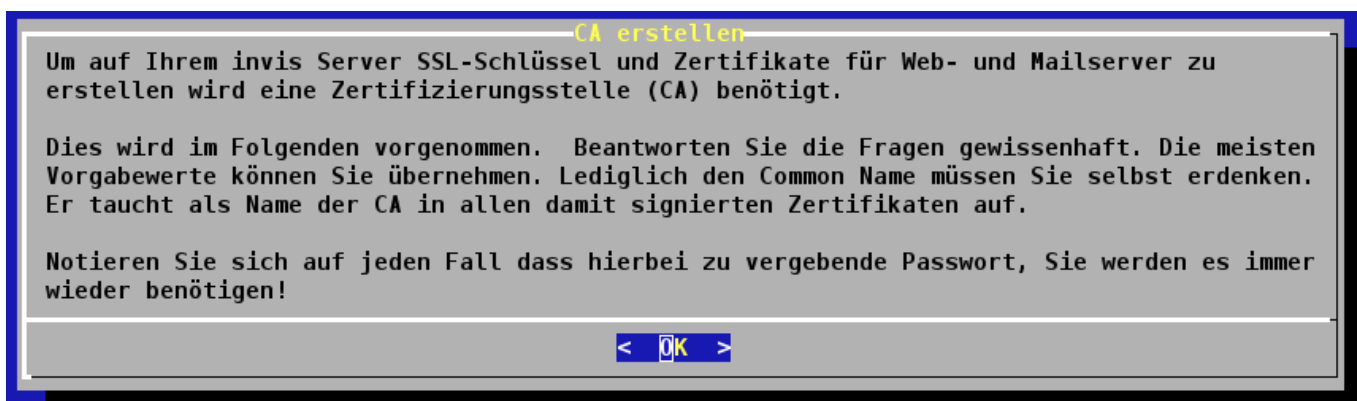 CA erstellen
Um auf Ihrem invis Server SSL-Schlüssel und Zertifikate für Web- und Mailserver zu
erstellen wird eine Zertifizierungsstelle (CA) benötigt.
Dies wird im Folgenden vorgenommen.  Beantworten Sie die Fragen gewissenhaft. Die meisten
Vorgabewerte können Sie übernehmen. Lediglich den Common Name müssen Sie selbst erdenken.
Er taucht als Name der CA in allen damit signierten Zertifikaten auf.
Notieren Sie sich auf jeden Fall dass hierbei zu vergebende Passwort, Sie werden es immer
wieder benötigen!
<  OK  >